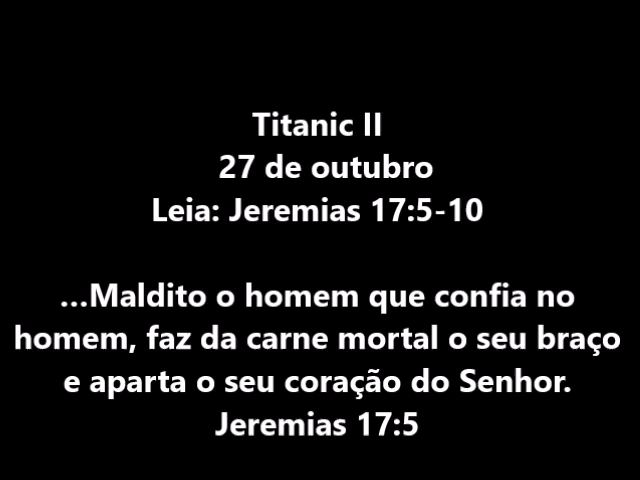 Titanic II
27 de outubro
Leia: Jeremias 17:5-10
...Maldito o homem que confia no
homem, faz da carne mortal o seu braço
e aparta o seu coração do Senhor.
Jeremias 17:5